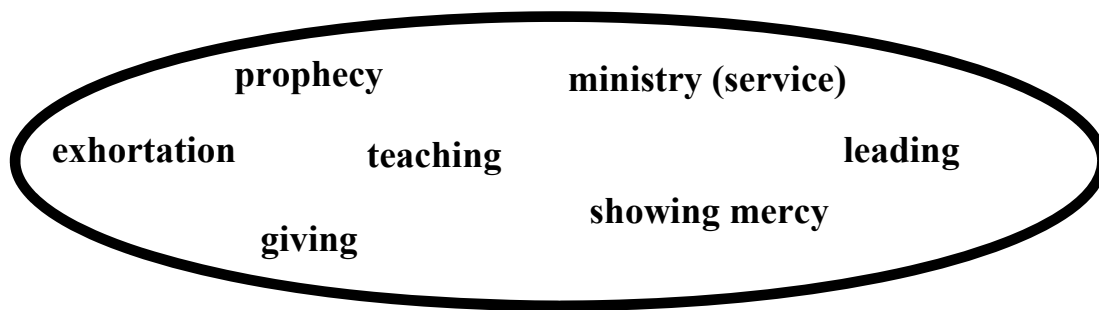 prophecy
ministry (service)
exhortation
teaching
leading
showing mercy
giving